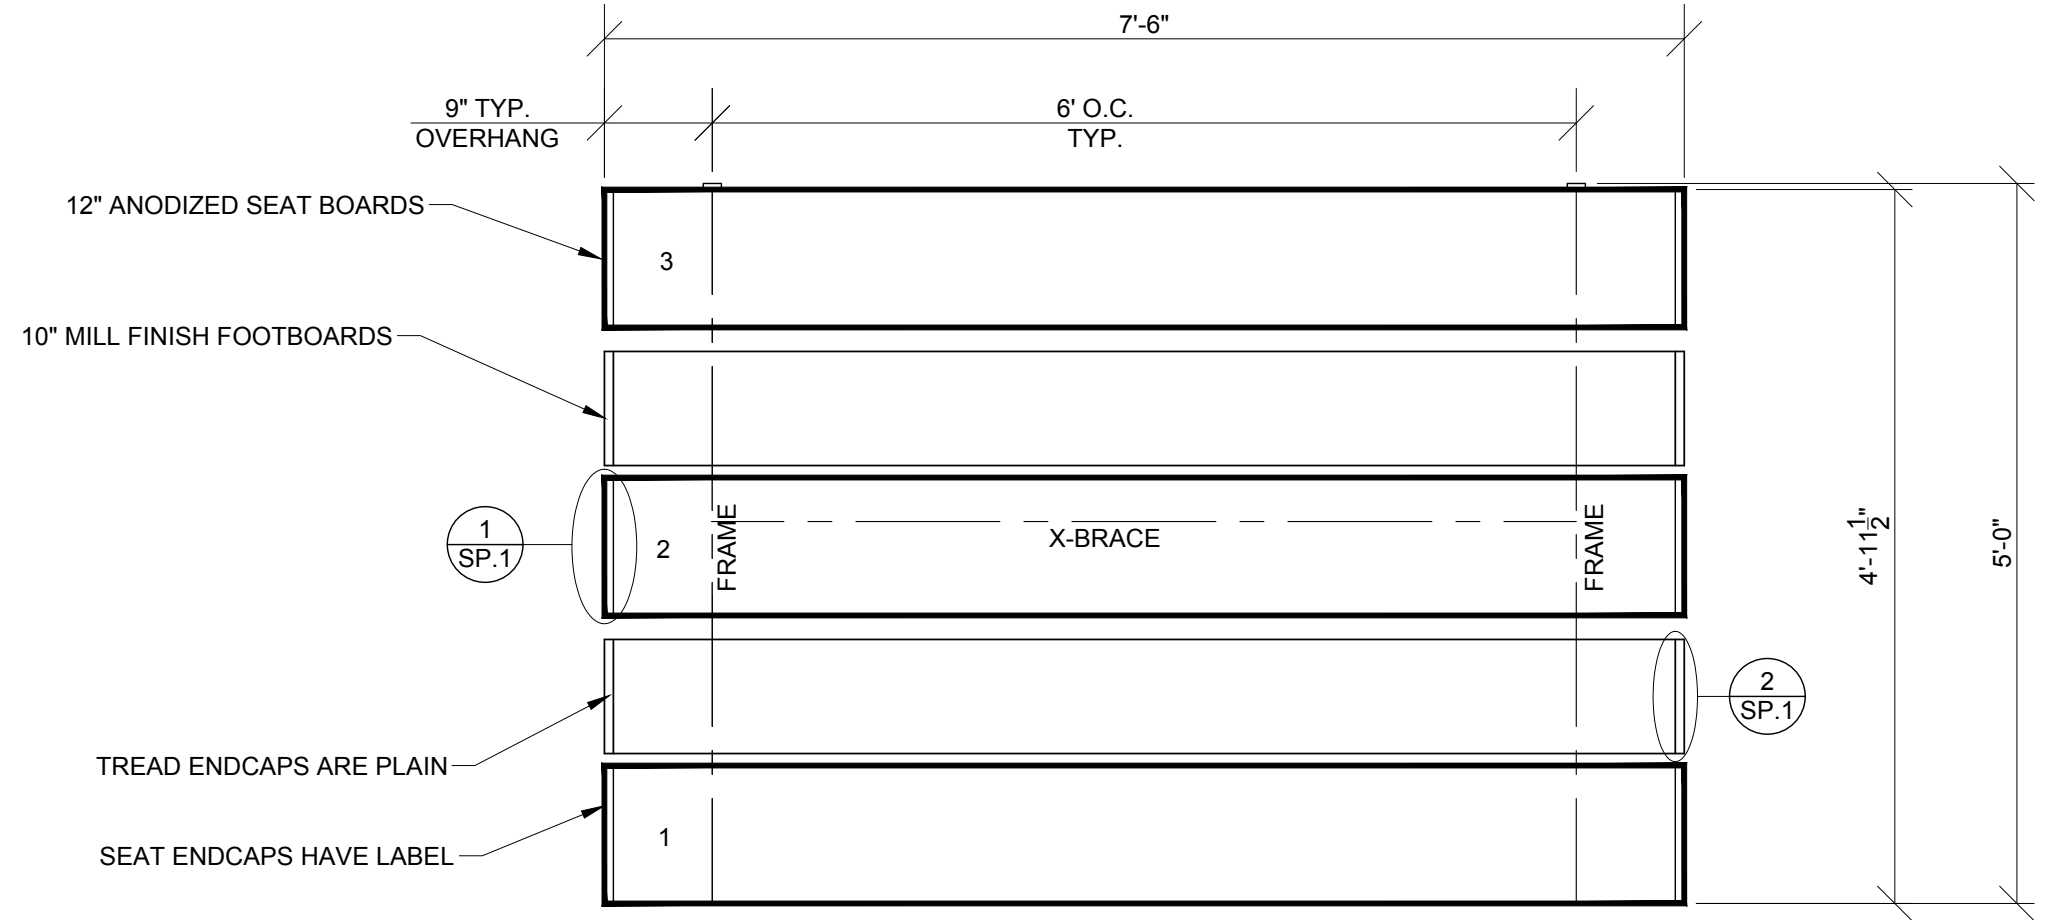 7'-6"
9" TYP.
OVERHANG
6' O.C.
TYP.
12" ANODIZED SEAT BOARDS
3
10" MILL FINISH FOOTBOARDS
1
SP.1
2
FRAME
X-BRACE
FRAME
4'-11 1/2"
5'-0"
2
SP.1
TREAD ENDCAPS ARE PLAIN
1
SEAT ENDCAPS HAVE LABEL